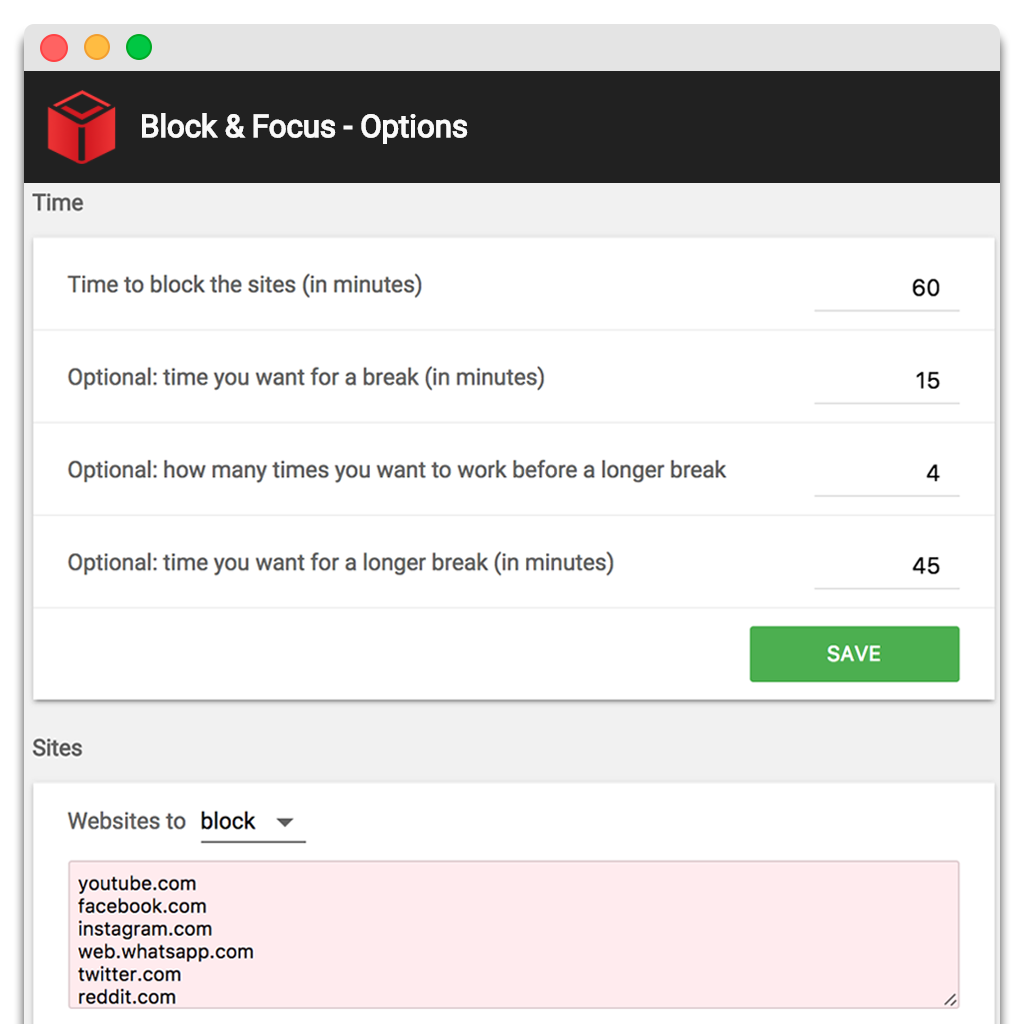 Block & Focus - Options
Time
Time to block the sites (in minutes)
60
Optional: time you want for a break (in minutes)
15
Optional: how many times you want to work before a longer break
4
Optional: time you want for a longer break (in minutes)
45
SAVE
Sites
Websites to block
youtube.com
facebook.com
instagram.com
web.whatsapp.com
twitter.com
reddit.com